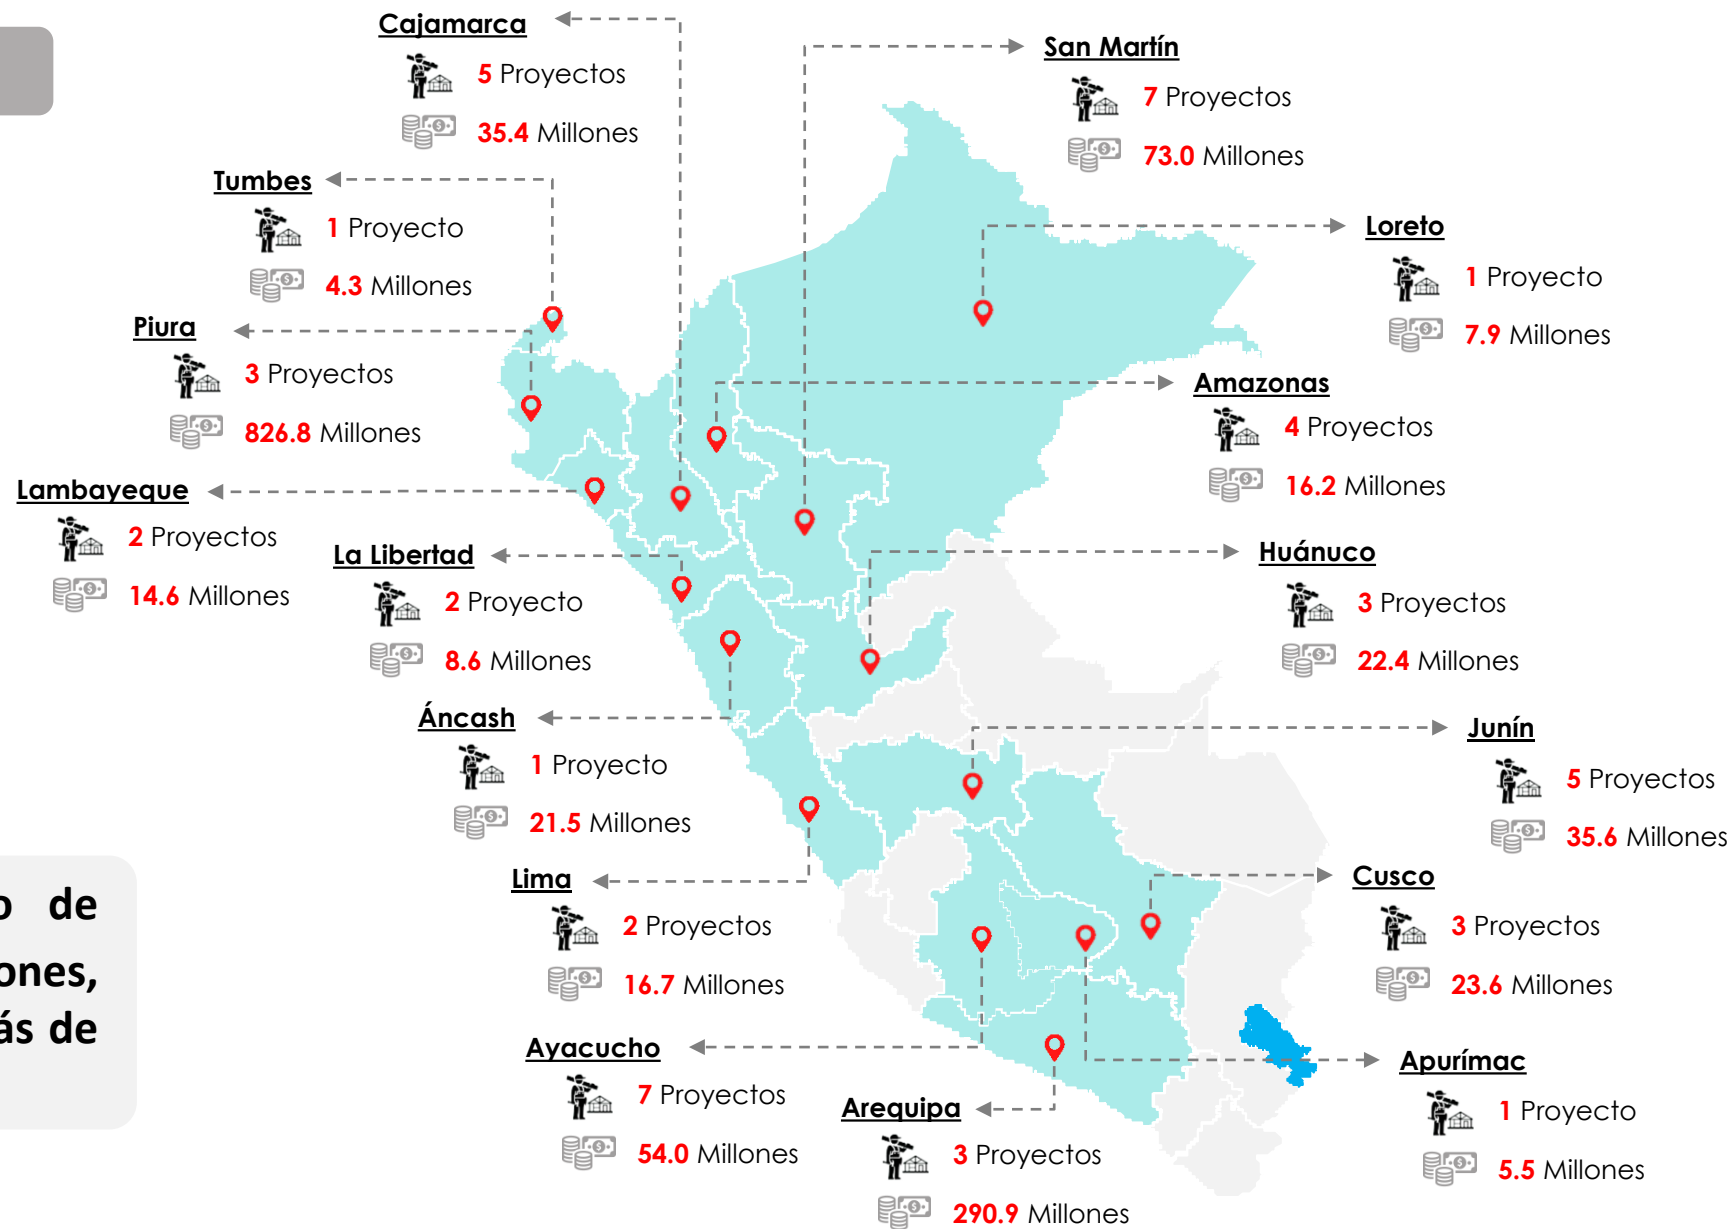 Cajamarca
5 Proyectos
35.4 Millones
San Martín
7 Proyectos
73.0 Millones
Tumbes
1 Proyecto
4.3 Millones
Loreto
1 Proyecto
7.9 Millones
Piura
3 Proyectos
826.8 Millones
Amazonas
4 Proyectos
16.2 Millones
Lambayeque
2 Proyectos
14.6 Millones
La Libertad
2 Proyecto
8.6 Millones
Huánuco
3 Proyectos
22.4 Millones
Áncash
1 Proyecto
21.5 Millones
Junín
5 Proyectos
35.6 Millones
Lima
2 Proyectos
16.7 Millones
Cusco
3 Proyectos
23.6 Millones
Ayacucho
7 Proyectos
54.0 Millones
Arequipa
3 Proyectos
290.9 Millones
Apurímac
1 Proyecto
5.5 Millones
o de
ones,
ás de